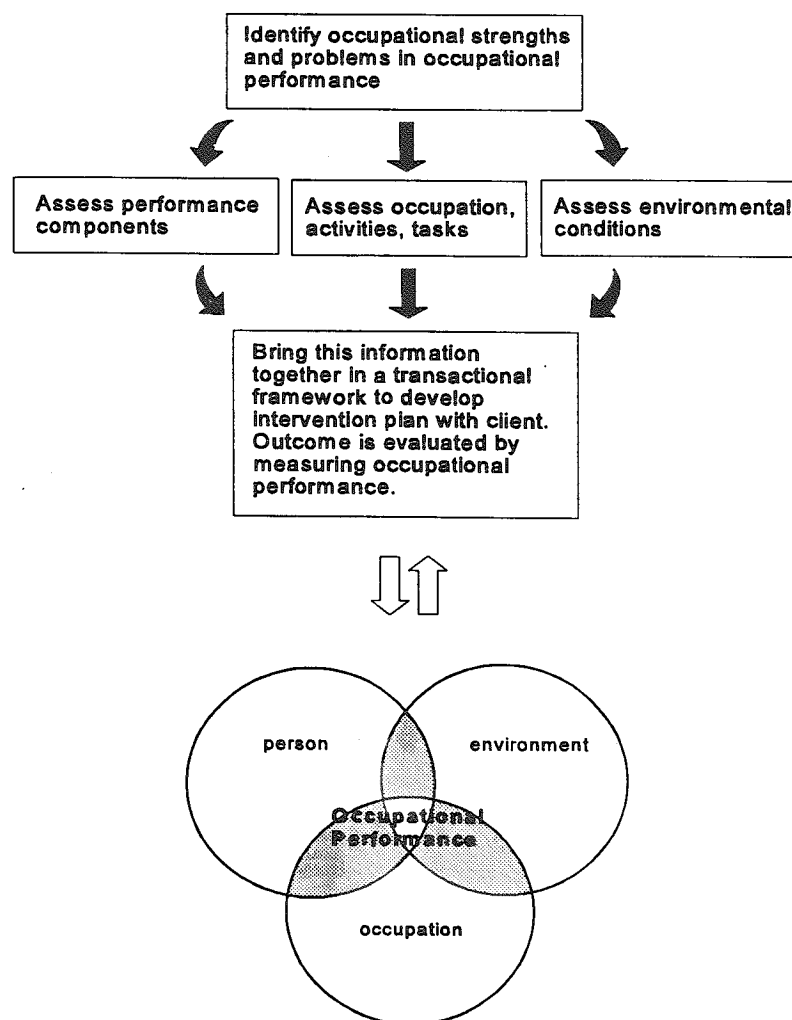 Identify occupational strengths
and problems in occupational
performance
Assess performance
components
Assess occupation,
activities, tasks
Assess environmental
conditions
Bring this information
together in a transactional
framework to develop
intervention plan with client.
Outcome is evaluated by
measuring occupational
performance.
person
environment
Occupational
Performance
occupation